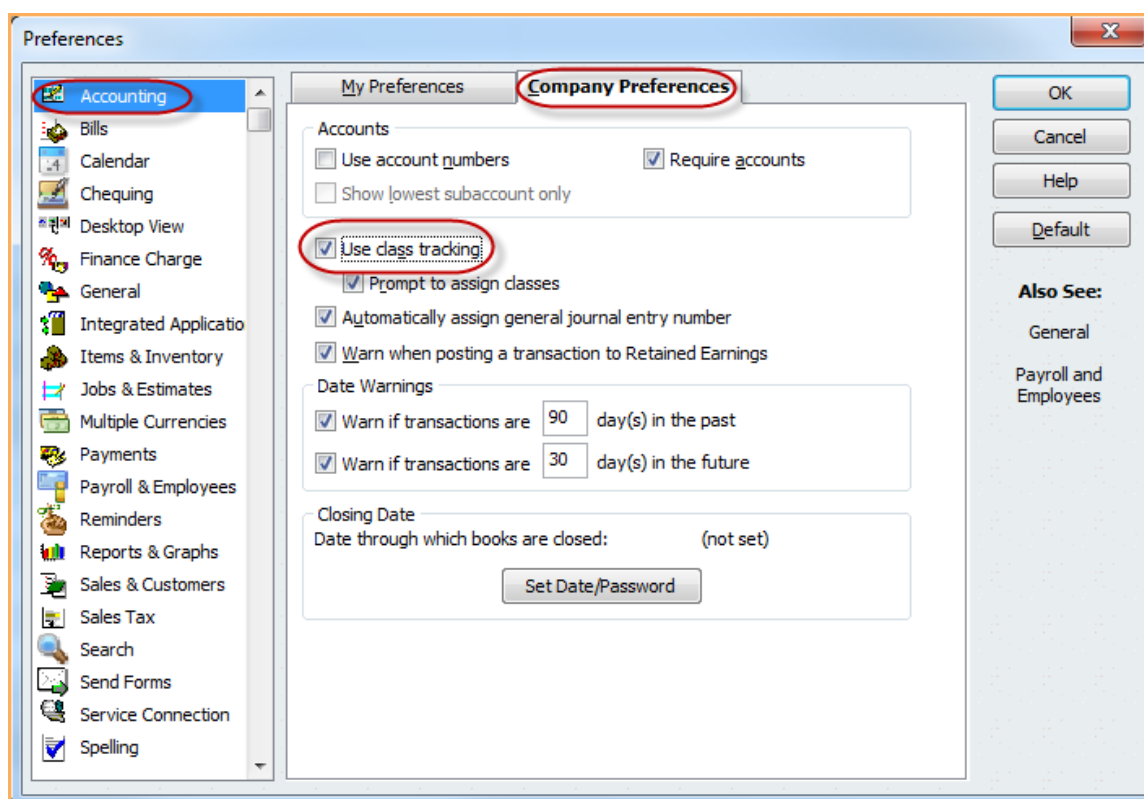 Preferences
Accounting
Bills
Calendar
Chequing
Desktop View
Finance Charge
General
Integrated Applicatio
Items & Inventory
Jobs & Estimates
Multiple Currencies
Payments
Payroll & Employees
Reminders
Reports & Graphs
Sales & Customers
Sales Tax
Search
Send Forms
Service Connection
Spelling
My Preferences Company Preferences
Accounts
Use account numbers Require accounts
Show lowest subaccount only
Use class tracking
Prompt to assign classes
Automatically assign general journal entry number
Warn when posting a transaction to Retained Earnings
Date Warnings
Warn if transactions are 90 day(s) in the past
Warn if transactions are 30 day(s) in the future
Closing Date
Date through which books are closed: (not set)
Set Date/Password
OK
Cancel
Help
Default
Also See:
General
Payroll and
Employees